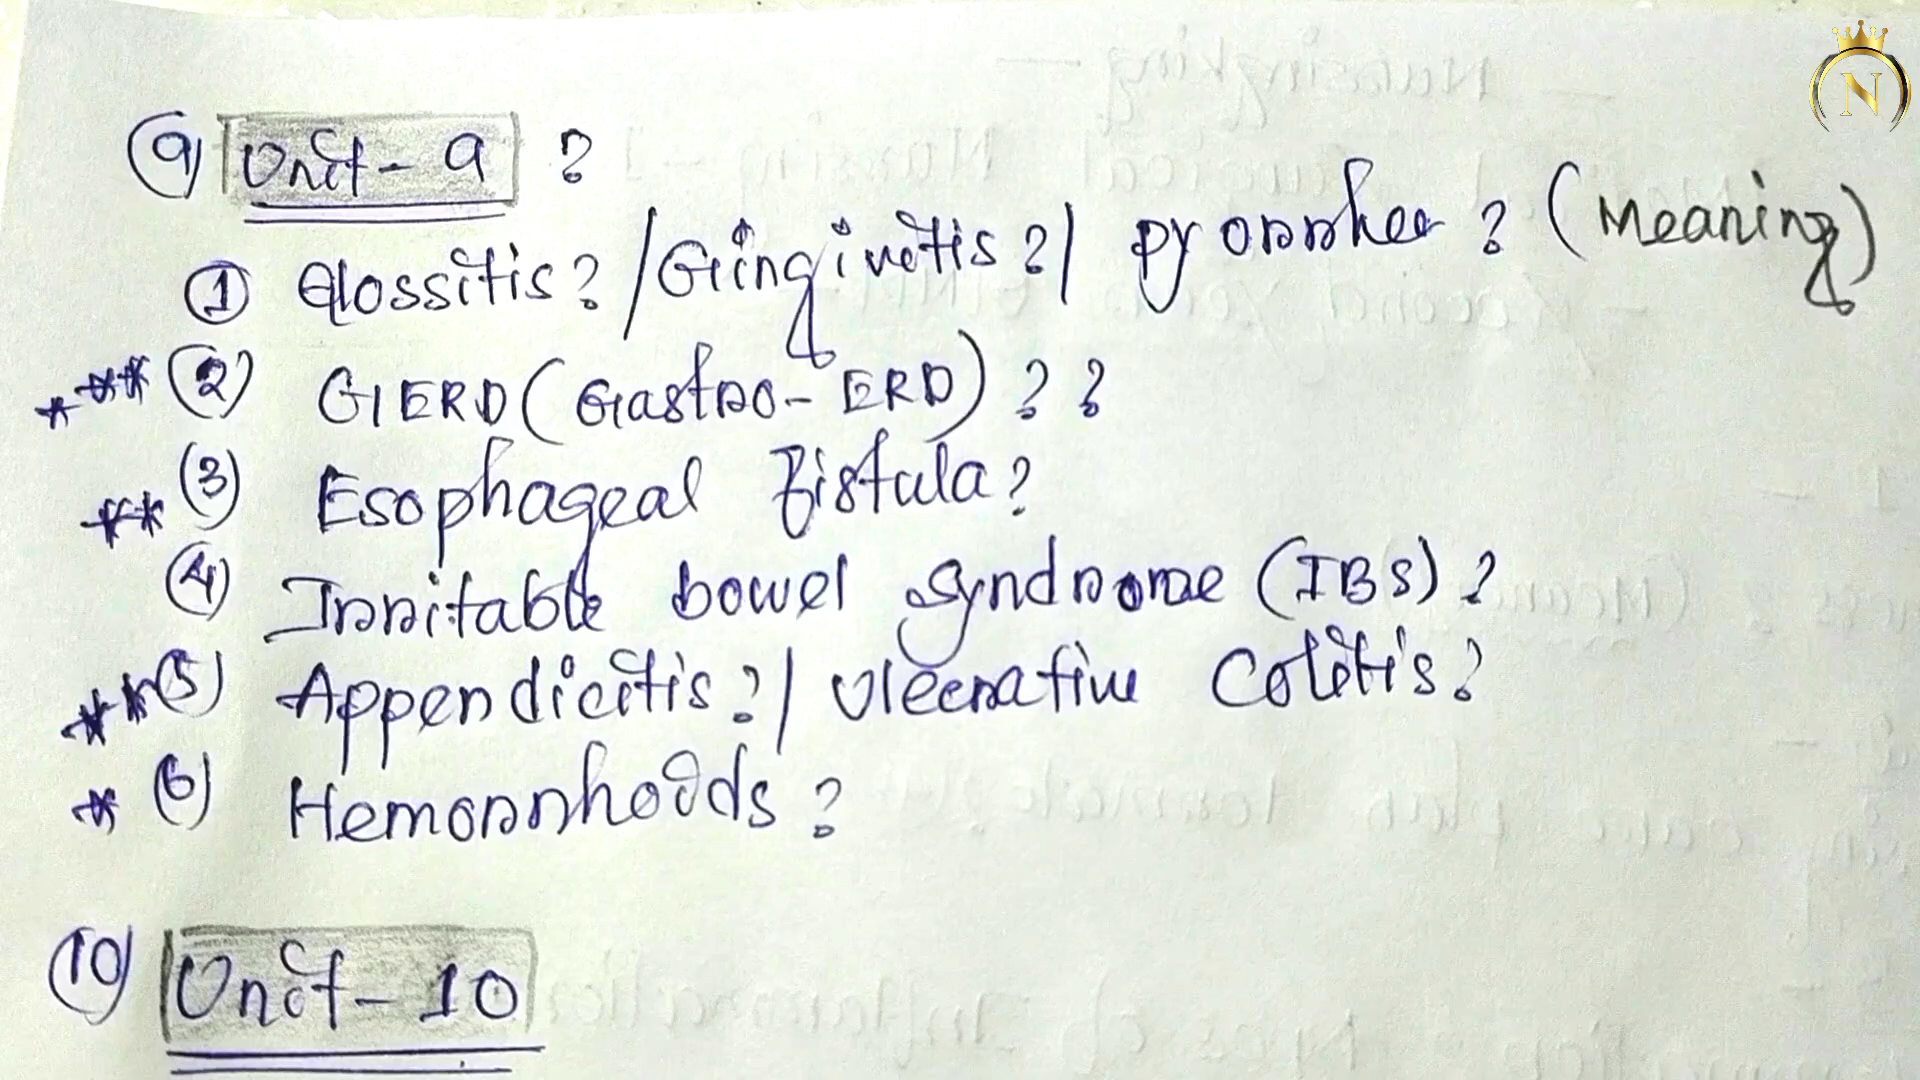 (9) Unit - 9 ?
(1) Glossitis? / Gingivitis? / pyorrhea ? (Meaning)
*** (2) GERD (Gastro- ERD) ? ?
** (3) Esophageal Fistula?
(4) Irritable bowel syndrome (IBS) ?
** (5) Appendicitis? / Ulcerative Colitis?
* (6) Hemorrhoids ?
(10) Unit - 10
N